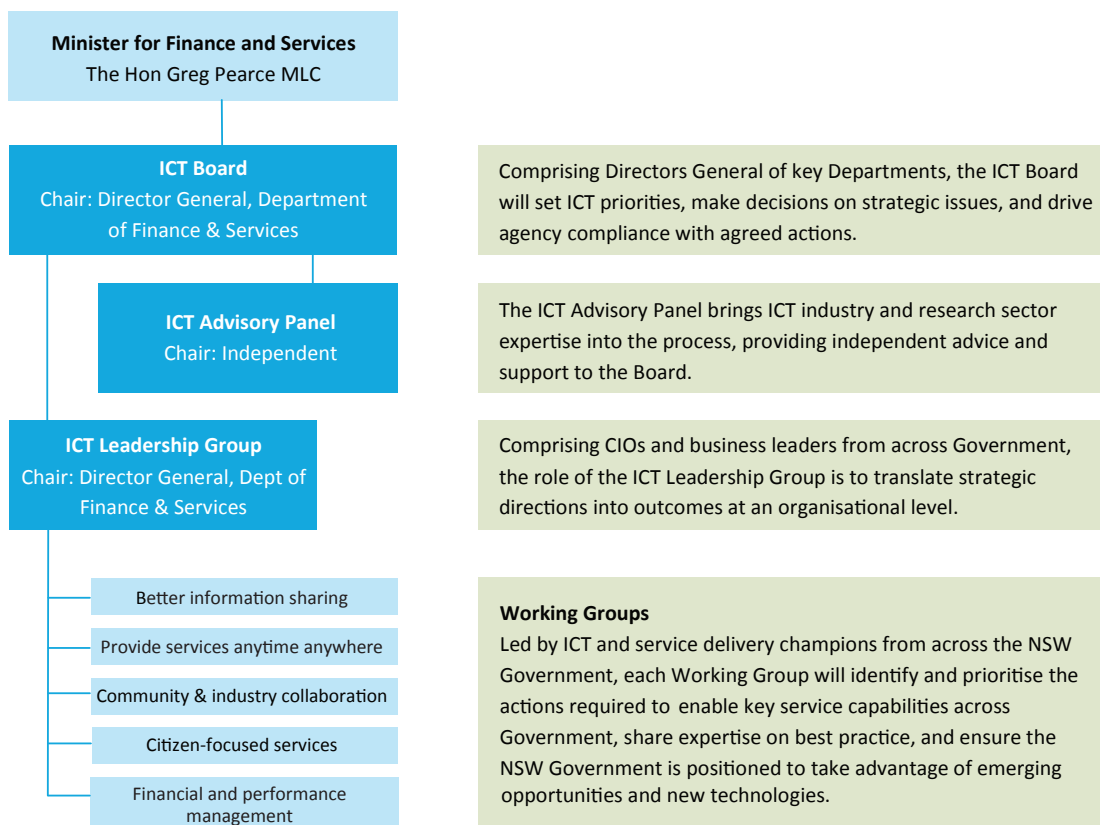 Minister for Finance and Services
The Hon Greg Pearce MLC
ICT Board
Chair: Director General, Department
of Finance & Services
Comprising Directors General of key Departments, the ICT Board
will set ICT priorities, make decisions on strategic issues, and drive
agency compliance with agreed actions.
ICT Advisory Panel
Chair: Independent
The ICT Advisory Panel brings ICT industry and research sector
expertise into the process, providing independent advice and
support to the Board.
ICT Leadership Group
Chair: Director General, Dept of
Finance & Services
Comprising CIOs and business leaders from across Government,
the role of the ICT Leadership Group is to translate strategic
directions into outcomes at an organisational level.
Better information sharing
Provide services anytime anywhere
Community & industry collaboration
Citizen-focused services
Financial and performance
management
Working Groups
Led by ICT and service delivery champions from across the NSW
Government, each Working Group will identify and prioritise the
actions required to enable key service capabilities across
Government, share expertise on best practice, and ensure the
NSW Government is positioned to take advantage of emerging
opportunities and new technologies.